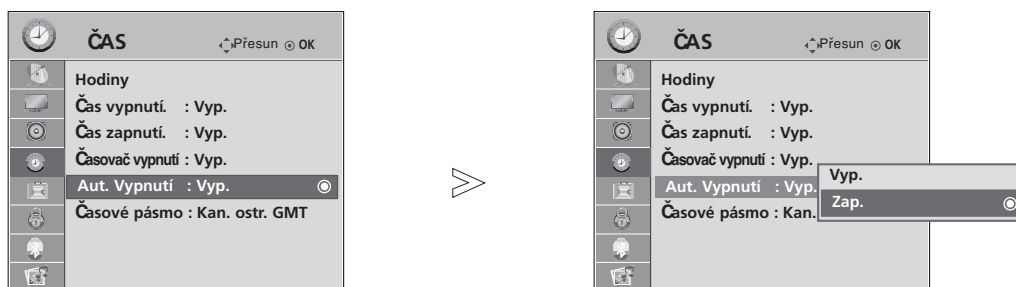 ČAS
Přesun OK
Hodiny
Čas vypnutí. : Vyp.
Čas zapnutí. : Vyp.
Časovač vypnutí : Vyp.
Aut. Vypnutí : Vyp.
Časové pásmo : Kan. ostr. GMT
ČAS
Přesun OK
Hodiny
Čas vypnutí. : Vyp.
Čas zapnutí. : Vyp.
Časovač vypnutí : Vyp.
Aut. Vypnutí : Vyp.
Časové pásmo : Kan.
Vyp.
Zap.